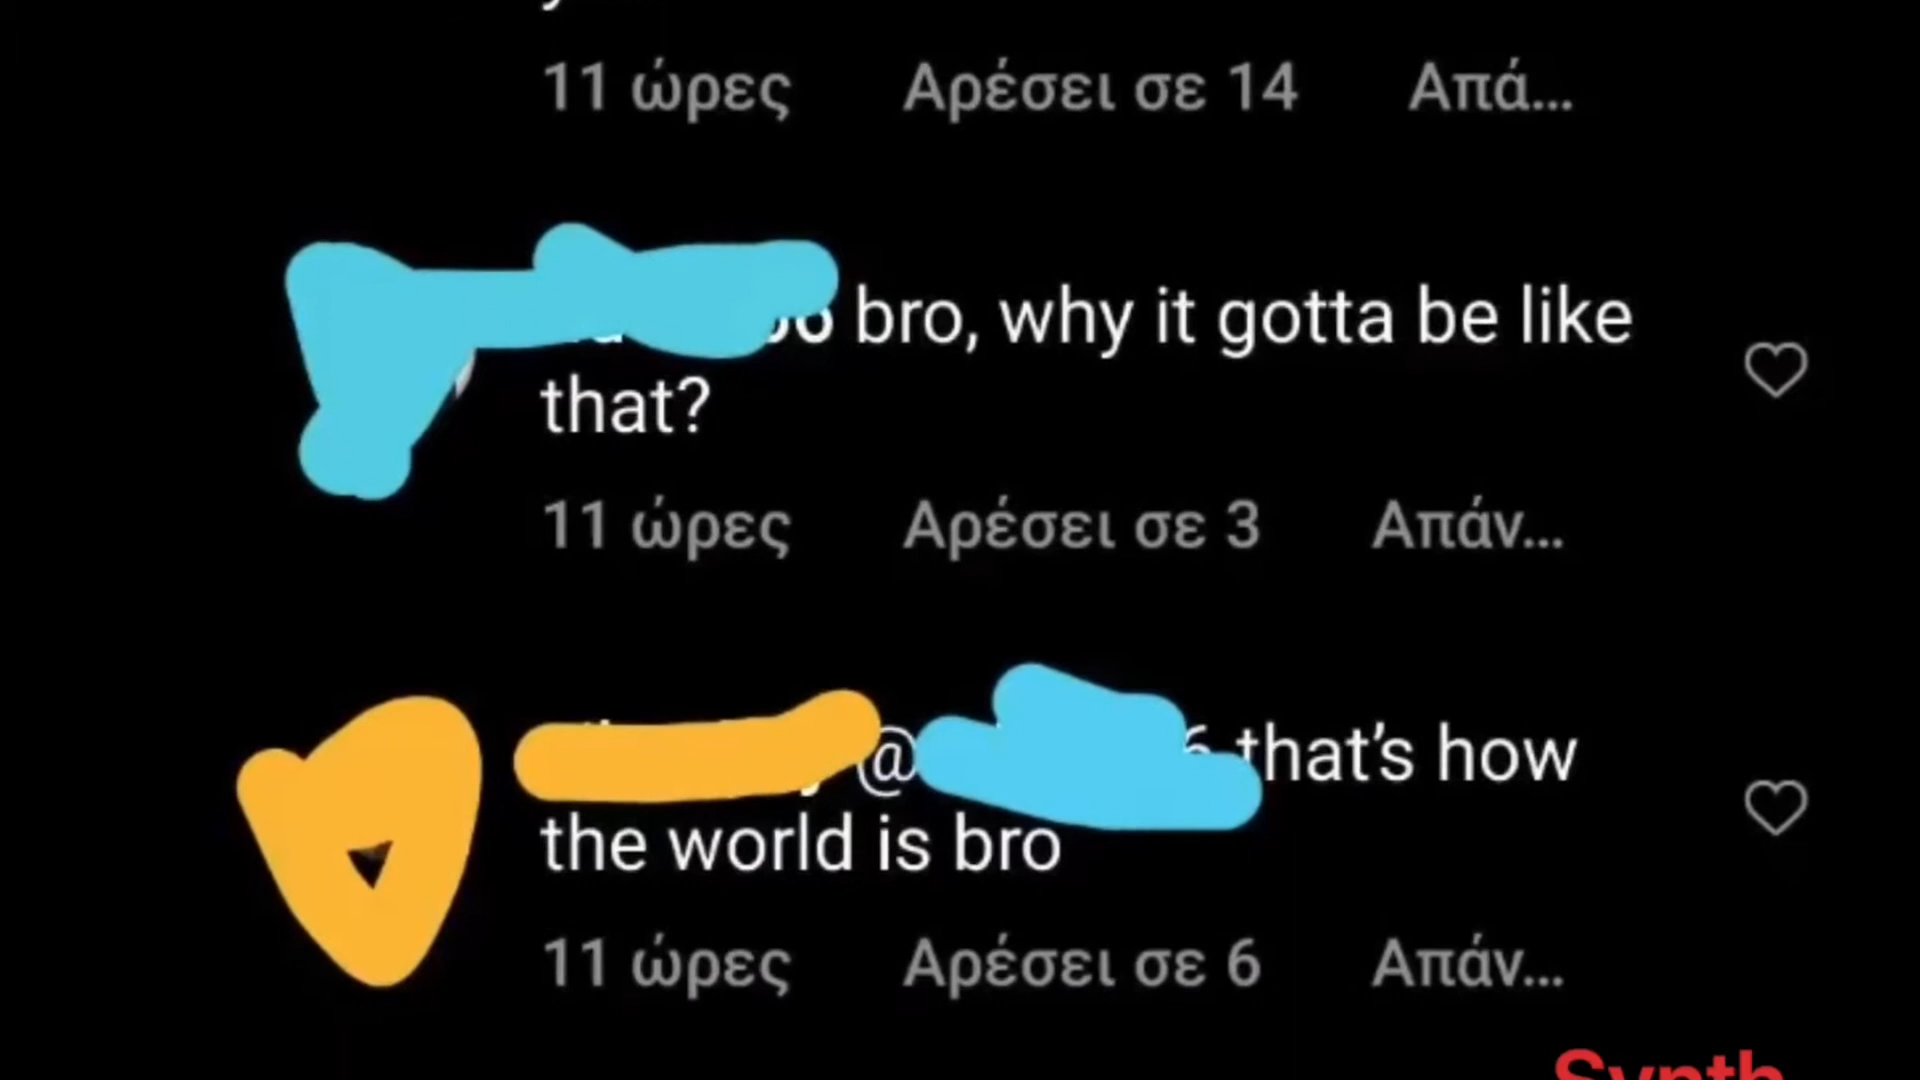 11 ώρες Αρέσει σε 14 Απά...
bro, why it gotta be like
that?
11 ώρες Αρέσει σε 3 Απάν...
@ that’s how
the world is bro
11 ώρες Αρέσει σε 6 Απάν...
Synth